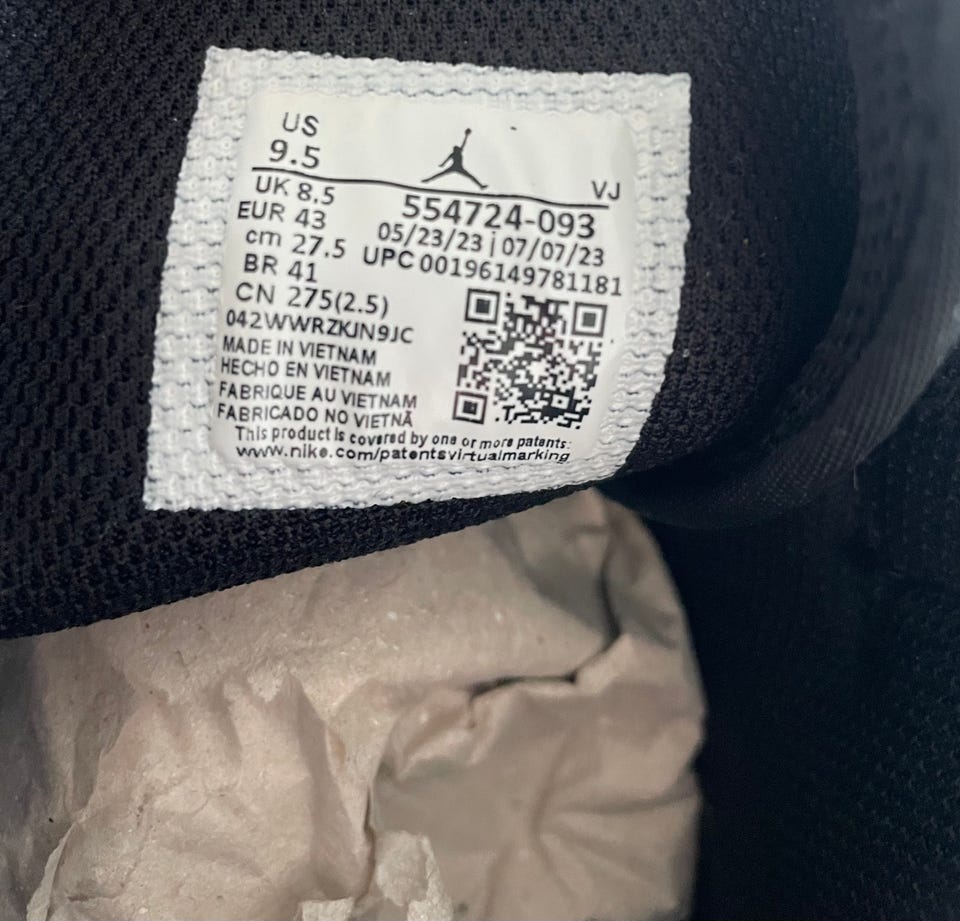 US
9.5
VJ
UK 8.5
554724-093
EUR 43
05/23/23 | 07/07/23
cm 27.5
UPC 00196149781181
BR 41
CN 275(2.5)
042WWRZKJN9JC
MADE IN VIETNAM
HECHO EN VIETNAM
FABRIQUE AU VIETNAM
FABRICADO NO VIETNÃ
This product is covered by one or more patents:
www.nike.com/patentsvirtualmarking